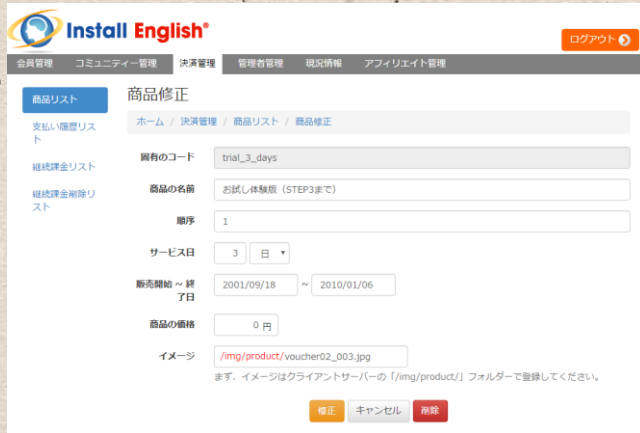 Install English®
ログアウト
会員管理 コミュニティー管理 決済管理 管理者管理 現況情報 アフィリエイト管理
商品リスト
支払い履歴リス
ト
継続課金リスト
継続課金削除リ
スト
商品修正
ホーム / 決済管理 / 商品リスト / 商品修正
固有のコード trial_3_days
商品の名前 お試し体験版（STEP3まで）
順序 1
サービス日 3 日
販売開始 ~ 終
了日 2001/09/18 ~ 2010/01/06
商品の価格 0 円
イメージ /img/product/voucher02_003.jpg
まず、イメージはクライアントサーバーの「/img/product/」フォルダーで登録してください。
修正 キャンセル 削除